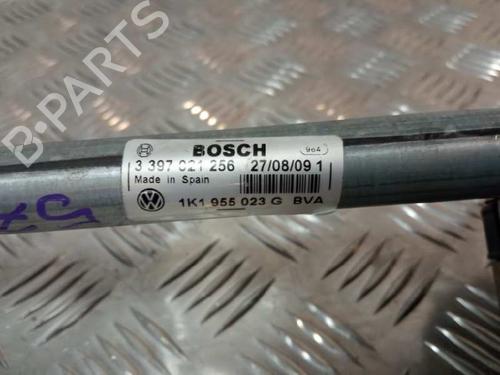 B-PARTS
BOSCH
964
3 397 021 256 27/08/09 1
Made in Spain
1K1 955 023 G BVA